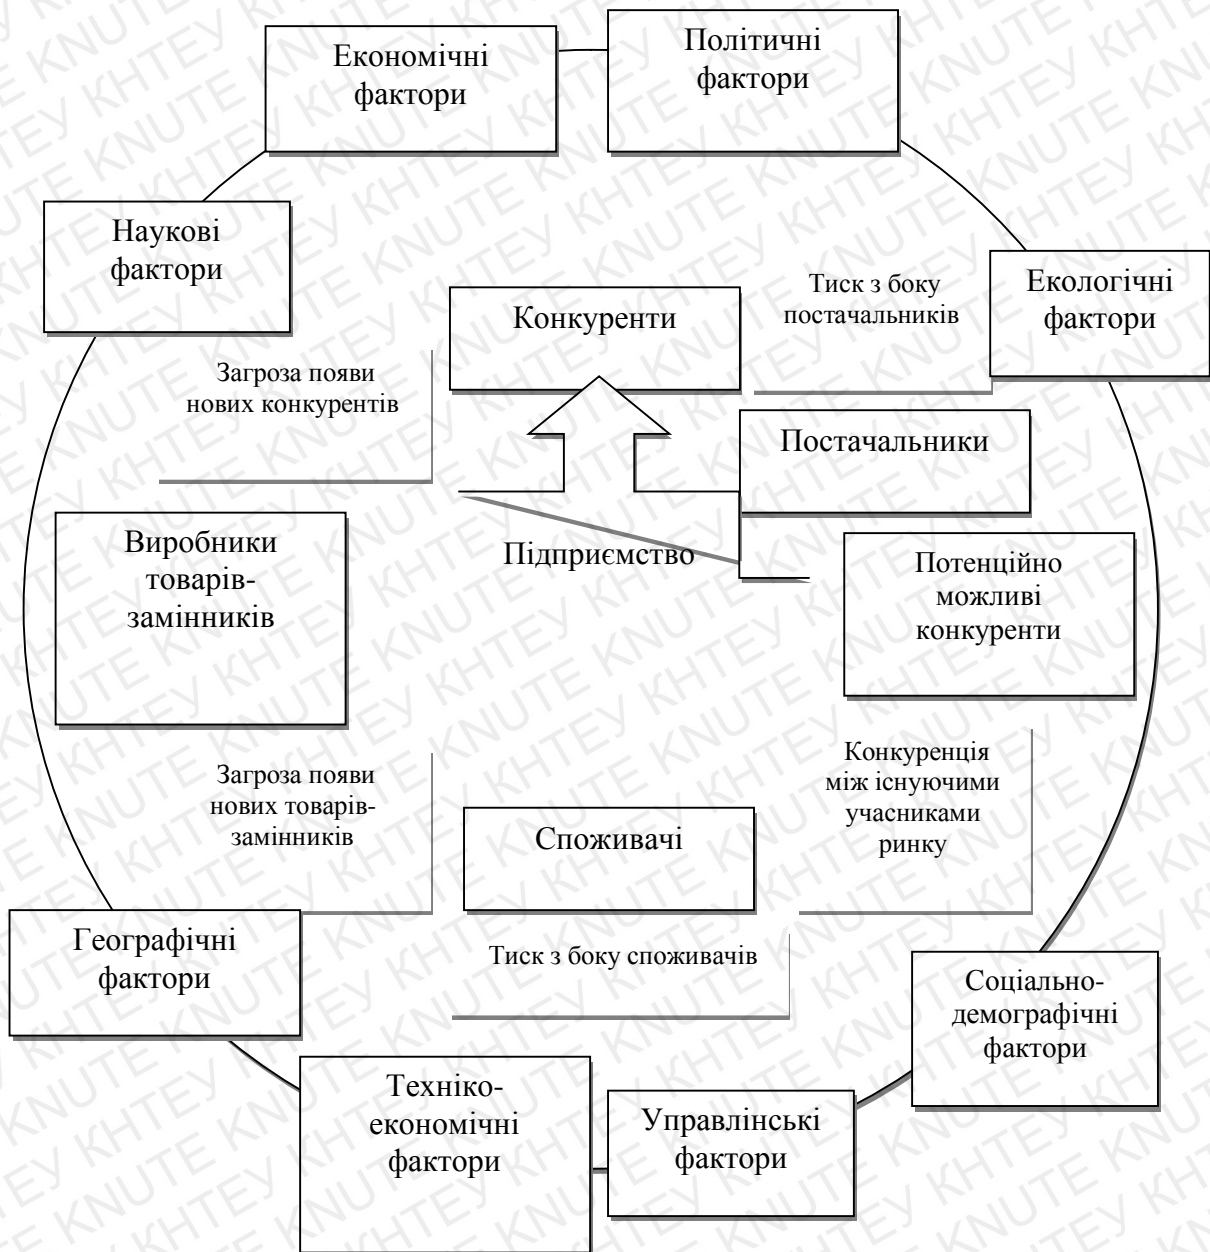 Економічні
фактори
Політичні
фактори
Наукові
фактори
Екологічні
фактори
Конкуренти
Тиск з боку
постачальників
Загроза появи
нових конкурентів
Постачальники
Виробники
товарів-
замінників
Підприємство
Потенційно
можливі
конкуренти
Загроза появи
нових товарів-
замінників
Споживачі
Конкуренція
між існуючими
учасниками
ринку
Географічні
фактори
Тиск з боку споживачів
Соціально-
демографічні
фактори
Техніко-
економічні
фактори
Управлінські
фактори
КНТЕУ KNUTE